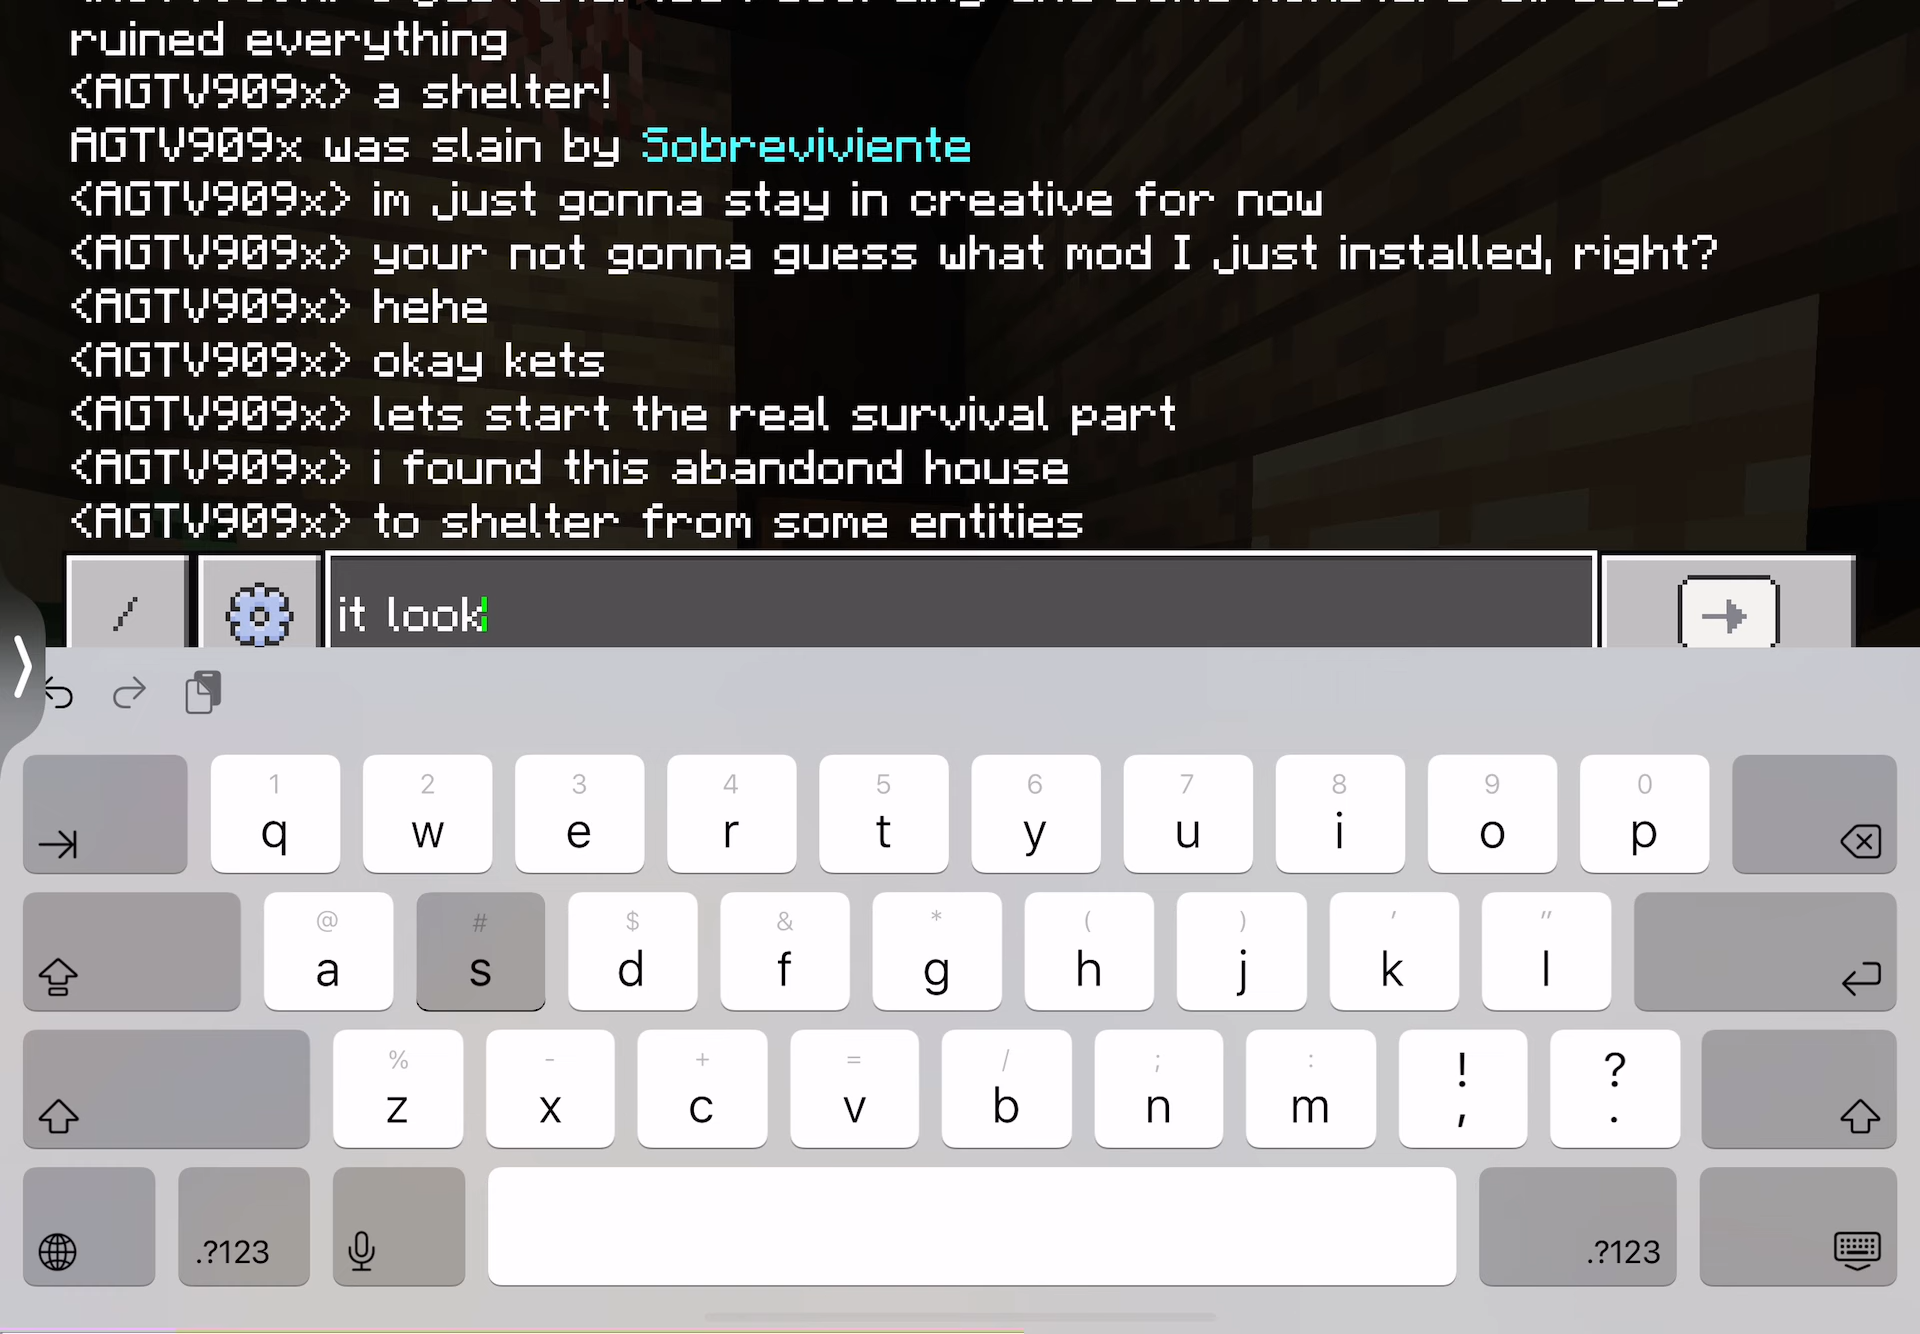 ruined everything
<AGTV909x> a shelter!
AGTV909x was slain by Sobreviviente
<AGTV909x> im just gonna stay in creative for now
<AGTV909x> your not gonna guess what mod I just installed, right?
<AGTV909x> hehe
<AGTV909x> okay kets
<AGTV909x> lets start the real survival part
<AGTV909x> i found this abandond house
<AGTV909x> to shelter from some entities
/ it look
1 2 3 4 5 6 7 8 9 0
q w e r t y u i o p
@ # $ & * ( ) ' "
a s d f g h j k l
% - + = / ; : ! ?
z x c v b n m , .
.?123 .?123